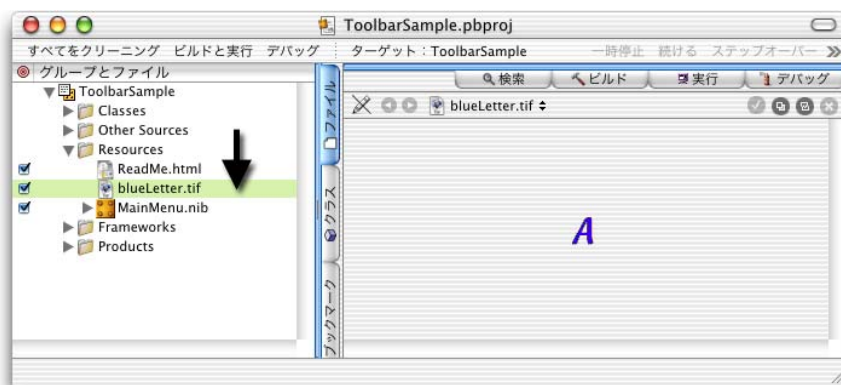 ToolbarSample.pbproj
すべてをクリーニング ビルドと実行 デバッグ ターゲット：ToolbarSample 一時停止 続ける ステップオーバー
グループとファイル
検索 ビルド 実行 デバッグ
ToolbarSample
Classes
Other Sources
Resources
ReadMe.html
blueLetter.tif
MainMenu.nib
Frameworks
Products
ファイル
クラス
ブックマーク
blueLetter.tif
A